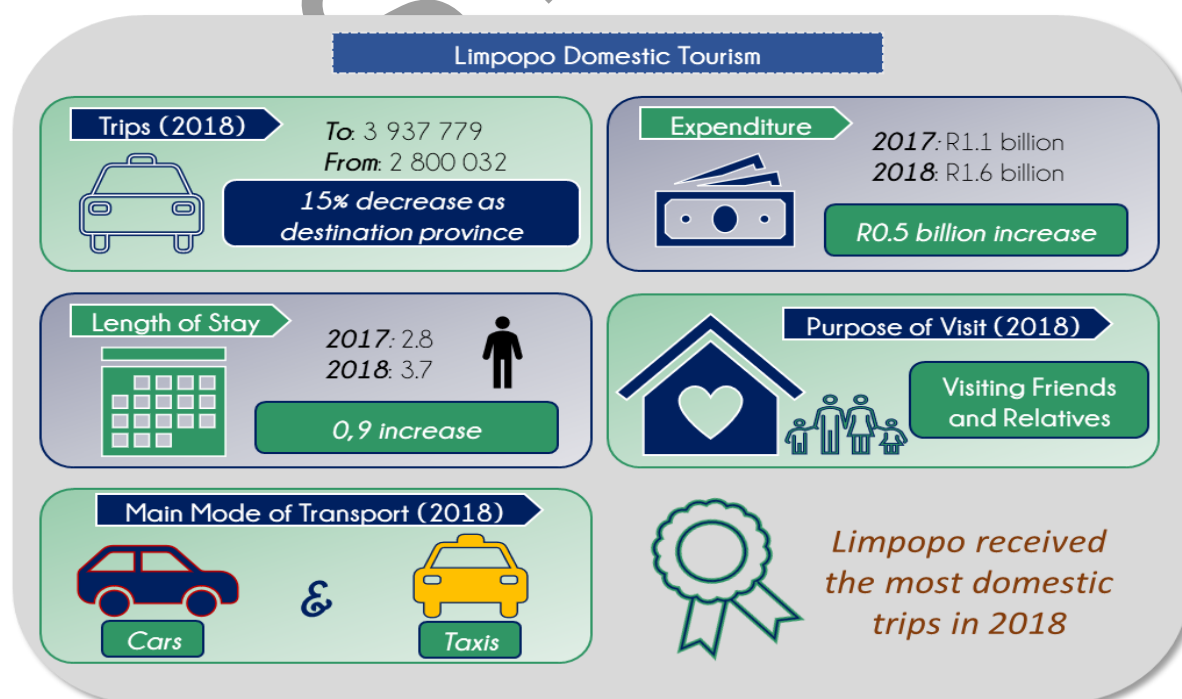 Limpopo Domestic Tourism
Trips (2018)
To: 3 937 779
From: 2 800 032
15% decrease as
destination province
Expenditure
2017: R1.1 billion
2018: R1.6 billion
R0.5 billion increase
Length of Stay
2017: 2.8
2018: 3.7
0,9 increase
Purpose of Visit (2018)
Visiting Friends
and Relatives
Main Mode of Transport (2018)
&
Cars
Taxis
Limpopo received
the most domestic
trips in 2018